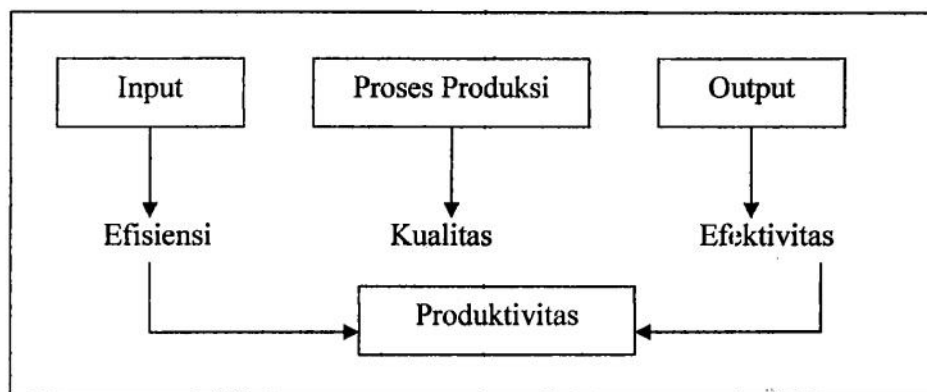 Input Proses Produksi Output
Efisiensi Kualitas Efektivitas
Produktivitas